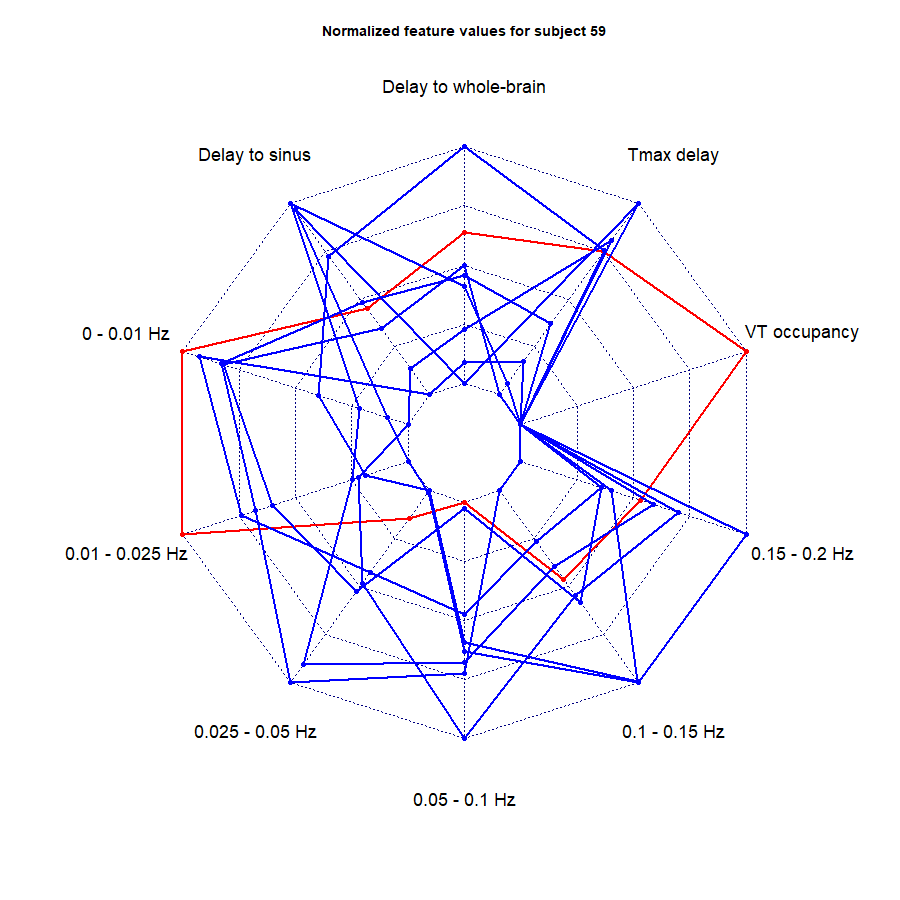 Normalized feature values for subject 59
Delay to whole-brain
Delay to sinus
Tmax delay
0 - 0.01 Hz
VT occupancy
0.01 - 0.025 Hz
0.15 - 0.2 Hz
0.025 - 0.05 Hz
0.1 - 0.15 Hz
0.05 - 0.1 Hz